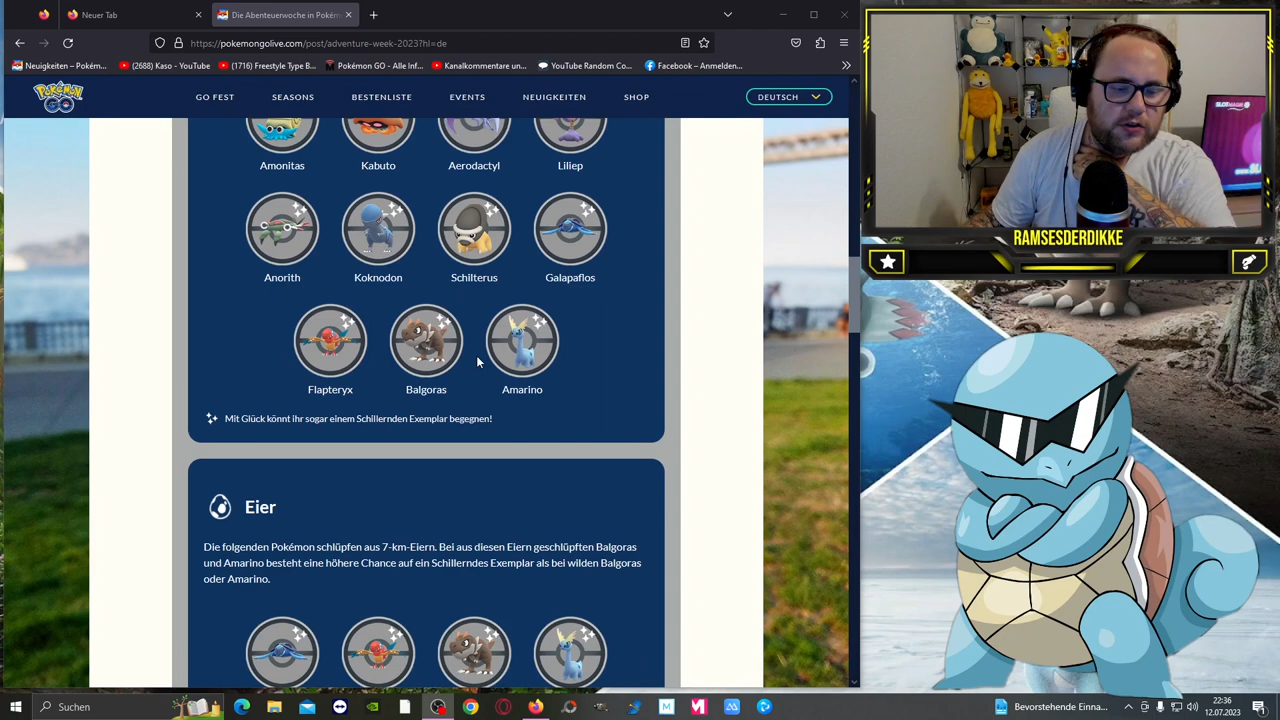 Neuer Tab
Die Abenteuerwoche in Pokém
https://pokemongolive.com/post/adventure-week-2023?hl=de
Neuigkeiten – Pokém...
(2688) Kaso - YouTube
(1716) Freestyle Type B...
Pokémon GO - Alle Inf...
Kanalkommentare un...
YouTube Random Co...
Facebook – Anmelden...
POKÉMON GO
GO FEST
SEASONS
BESTENLISTE
EVENTS
NEUIGKEITEN
SHOP
DEUTSCH
Amonitas
Kabuto
Aerodactyl
Liliep
Anorith
Koknodon
Schilterus
Galapaflos
Flapteryx
Balgoras
Amarino
Mit Glück könnt ihr sogar einem Schillernden Exemplar begegnen!
Eier
Die folgenden Pokémon schlüpfen aus 7-km-Eiern. Bei aus diesen Eiern geschlüpften Balgoras
und Amarino besteht eine höhere Chance auf ein Schillerndes Exemplar als bei wilden Balgoras
oder Amarino.
RAMSESDERDIKKE
Suchen
Bevorstehende Einna...
22:36
12.07.2023